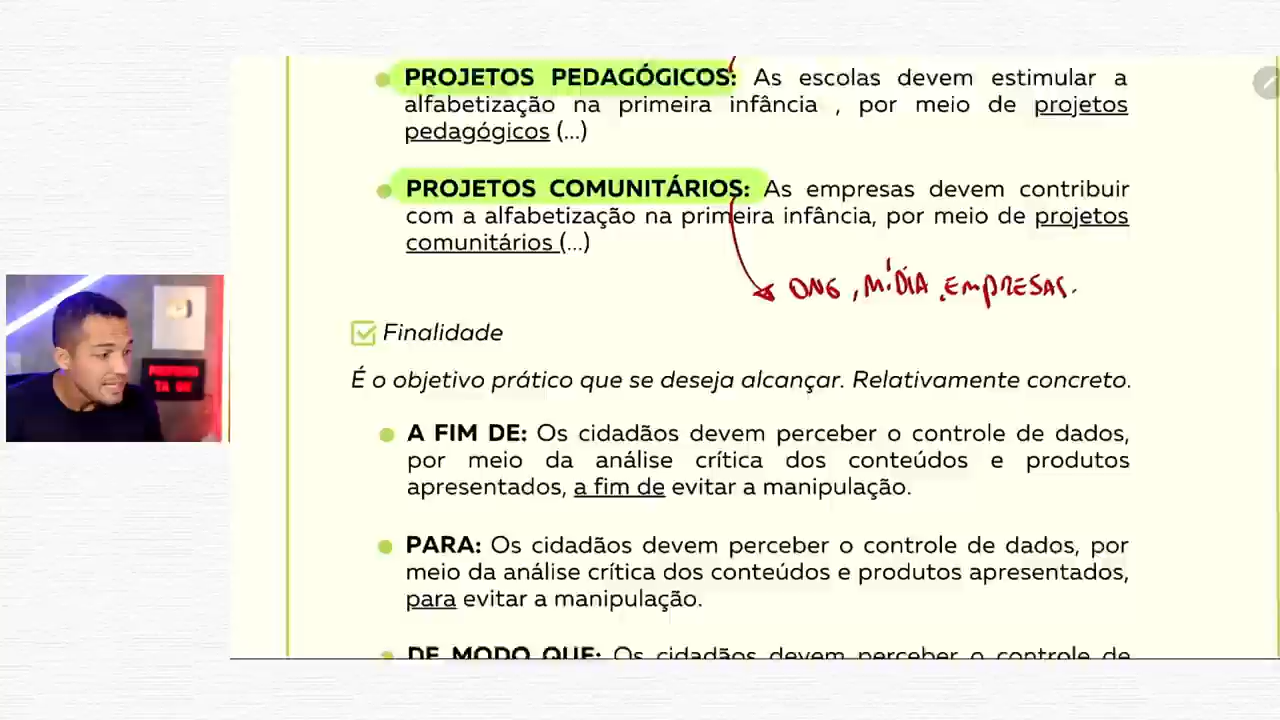 PROJETOS PEDAGÓGICOS: As escolas devem estimular a
alfabetização na primeira infância , por meio de projetos
pedagógicos (...)
PROJETOS COMUNITÁRIOS: As empresas devem contribuir
com a alfabetização na primeira infância, por meio de projetos
comunitários (...)
ONG, MÍDIA, EMPRESAS.
Finalidade
É o objetivo prático que se deseja alcançar. Relativamente concreto.
A FIM DE: Os cidadãos devem perceber o controle de dados,
por meio da análise crítica dos conteúdos e produtos
apresentados, a fim de evitar a manipulação.
PARA: Os cidadãos devem perceber o controle de dados, por
meio da análise crítica dos conteúdos e produtos apresentados,
para evitar a manipulação.
DE MODO QUE: Os cidadãos devem perceber o controle de